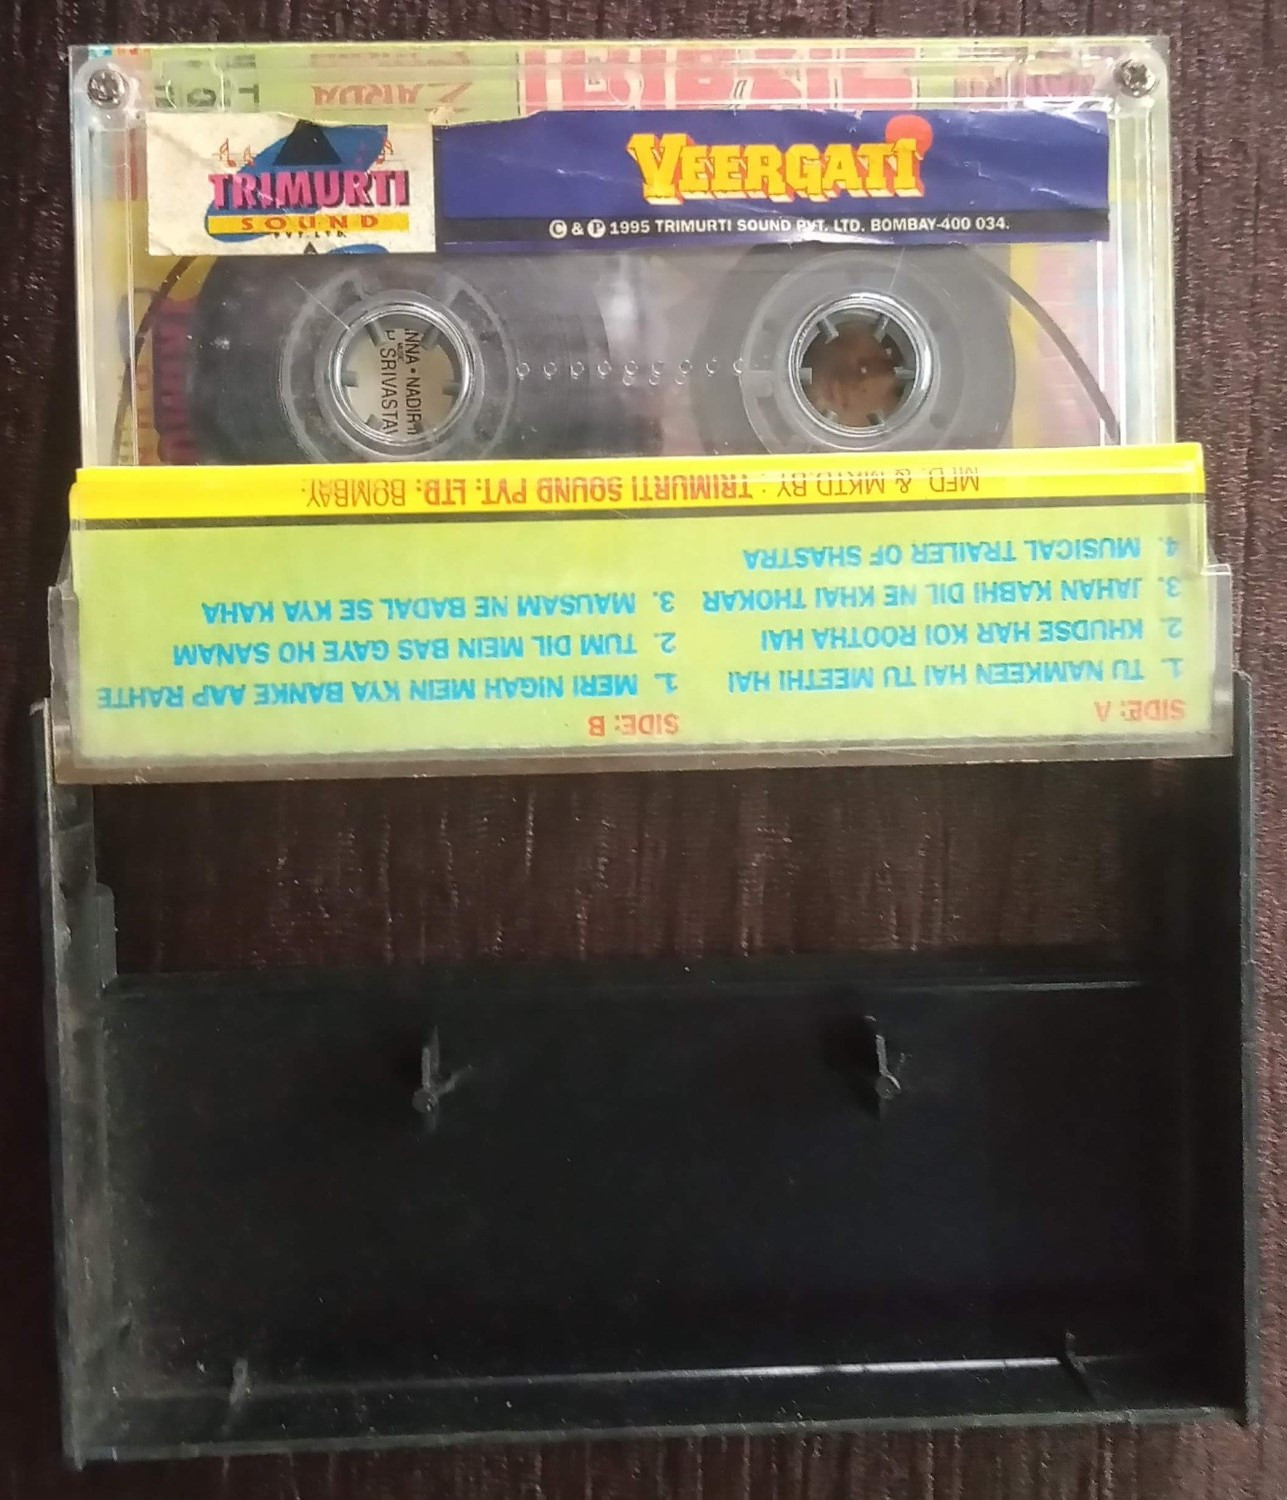 TRIMURTI
SOUND
PVT. LTD.
VEERGATI
© & ℗ 1995 TRIMURTI SOUND PVT. LTD. BOMBAY-400 034.
SRIVASTA
SIDE: A
1. TU NAMKEEN HAI TU MEETHI HAI
2. KHUDSE HAR KOI ROOTHA HAI
3. JAHAN KABHI DIL NE KHAI THOKAR
4. MUSICAL TRAILER OF SHASTRA
SIDE: B
1. MERI NIGAH MEIN KYA BANKE AAP RAHTE
2. TUM DIL MEIN BAS GAYE HO SANAM
3. MAUSAM NE BADAL SE KYA KAHA
MFD. & MKTD.BY : TRIMURTI SOUND PVT. LTD. BOMBAY.